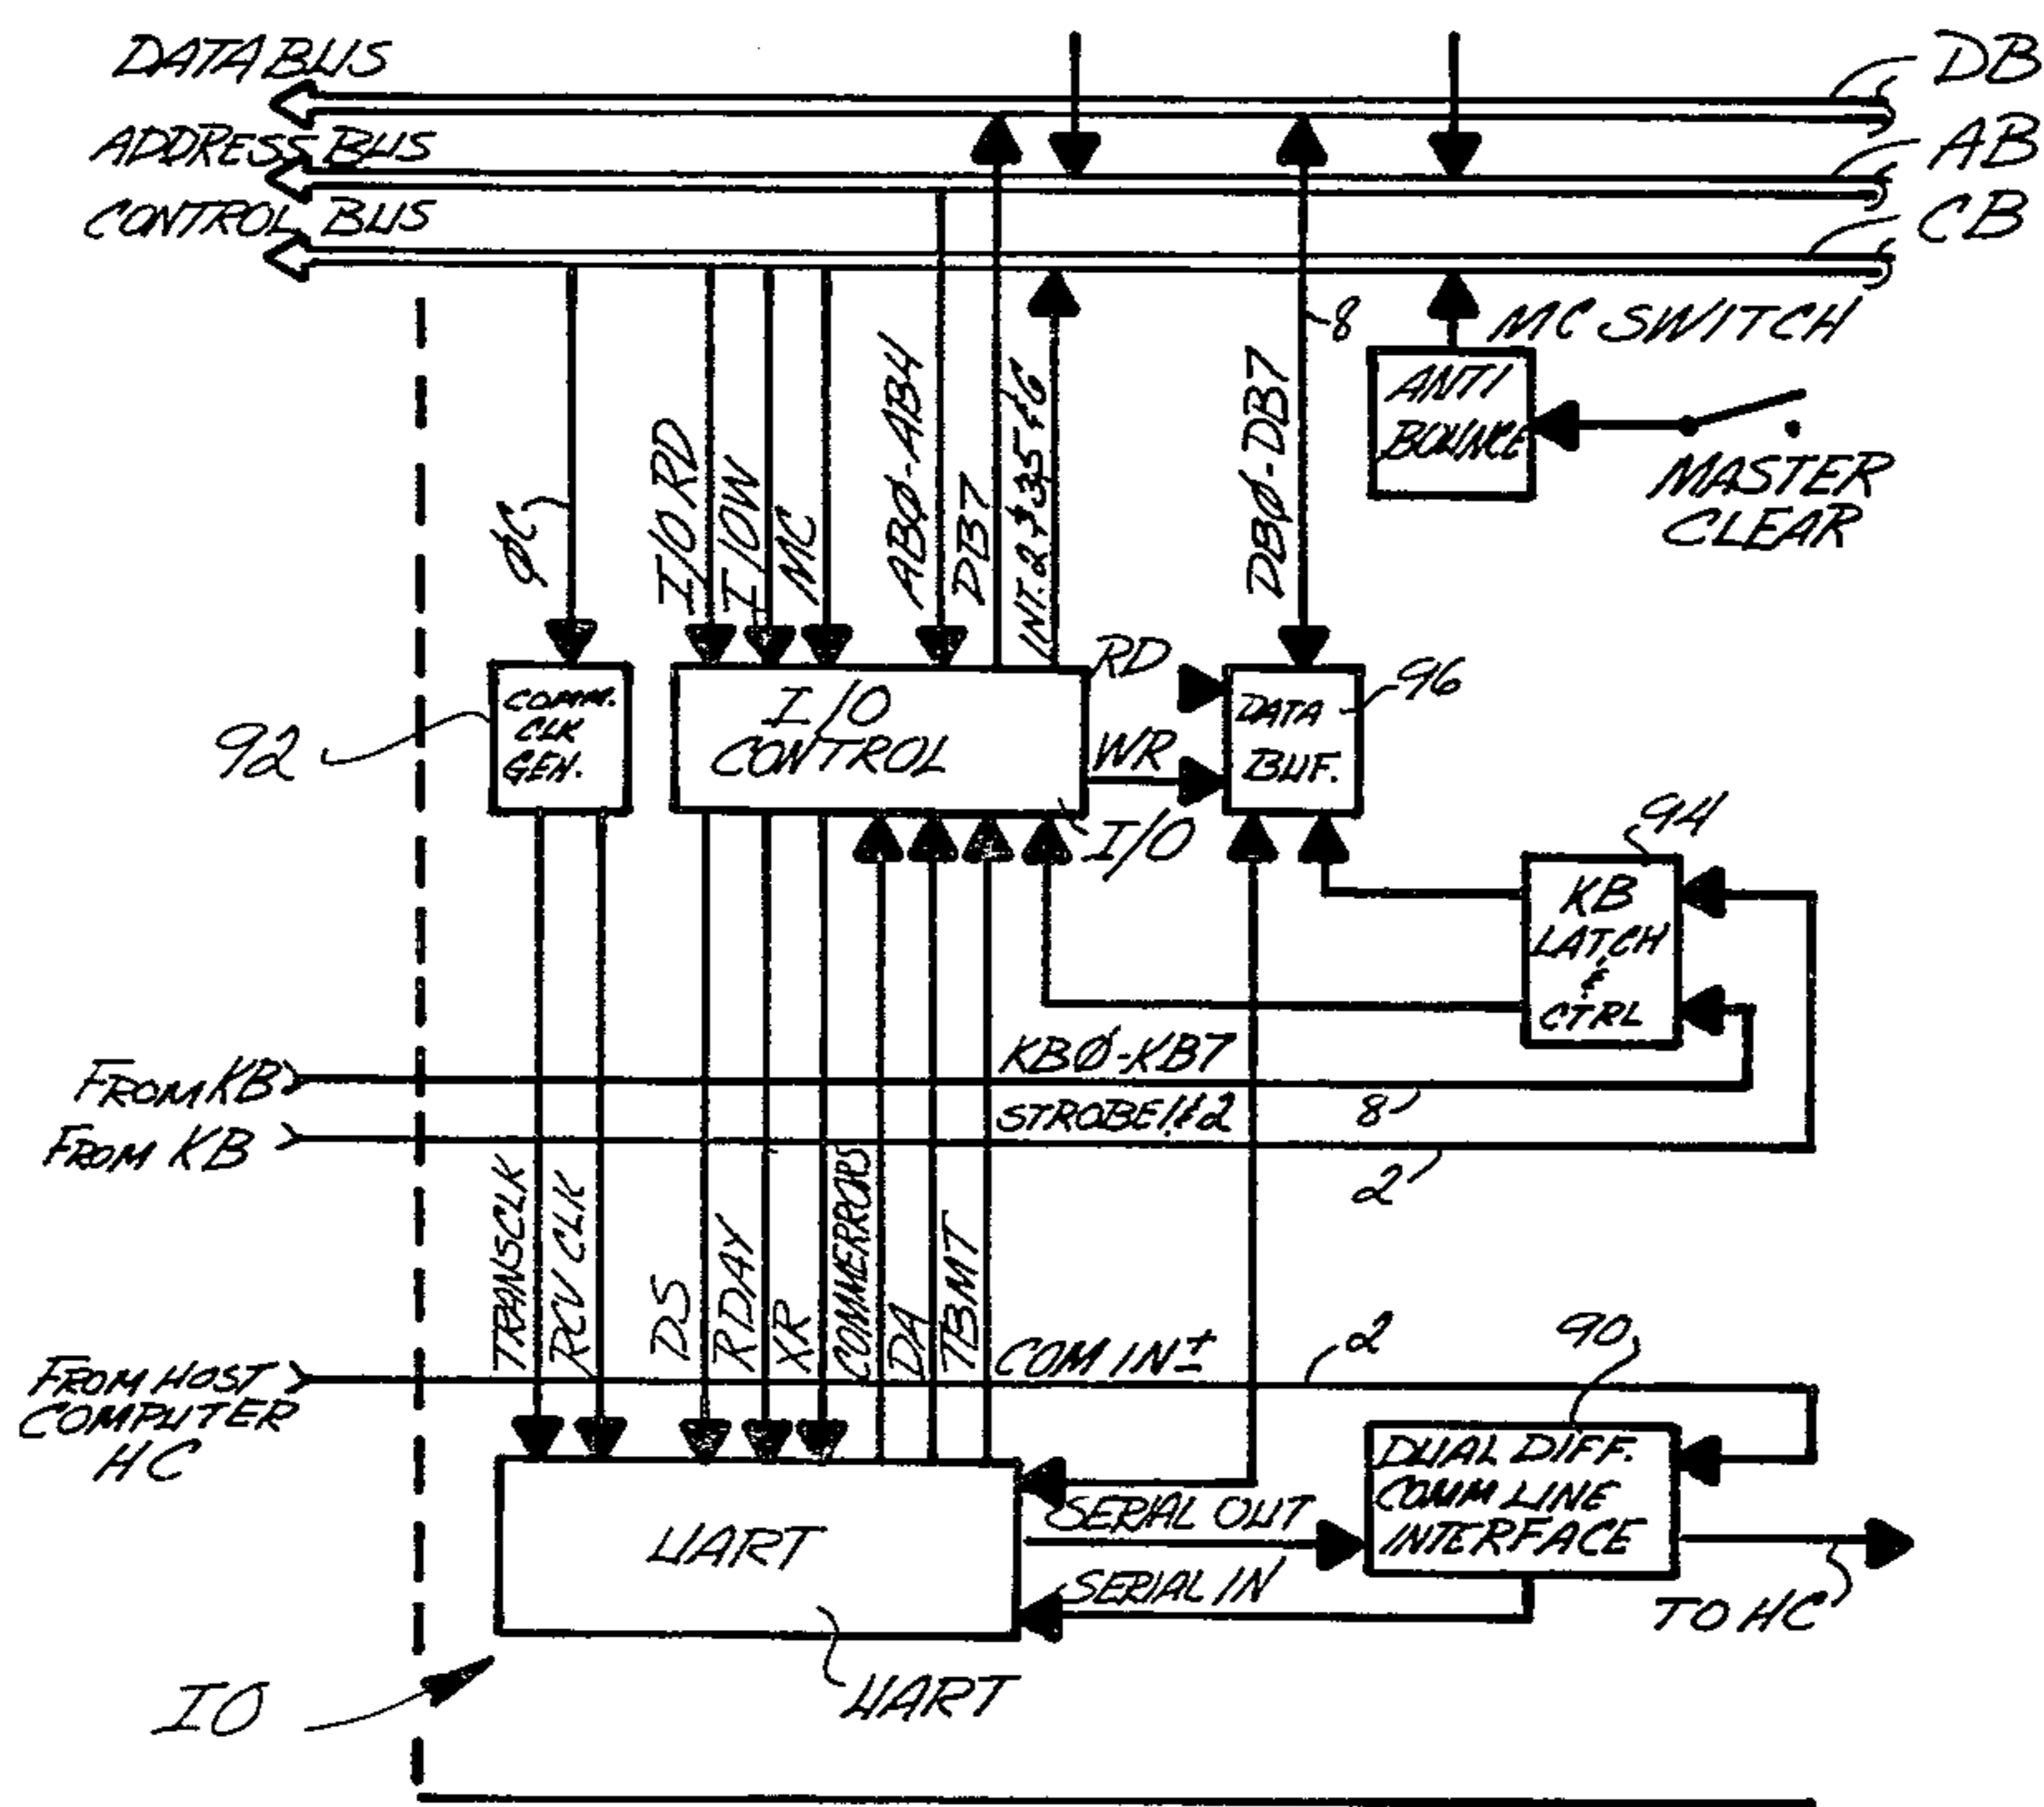 DATA BUS
DB
ADDRESS BUS
AB
CONTROL BUS
CB
8
MC SWITCH
ANTI
BOUNCE
MASTER
CLEAR
ØC
I/O RD
I/OW
MC
ABØ-AB4
DB7
DBØ-DB7
RD
WR
92
COMM.
CLK
GEN.
I/O
CONTROL
I/O
DATA
BUF.
96
94
KB
LATCH
&
CTRL
FROM KB
KBØ-KB7
8
FROM KB
STROBE 1&2
2
TRANSCLK
RCV CLK
DS
RDAY
XR
COMMERRORS
DA
TBMT
FROM HOST
COMPUTER
HC
COM IN±
2
90
DUAL DIFF.
COMM LINE
INTERFACE
UART
SERIAL OUT
SERIAL IN
TO HC
UART
IO